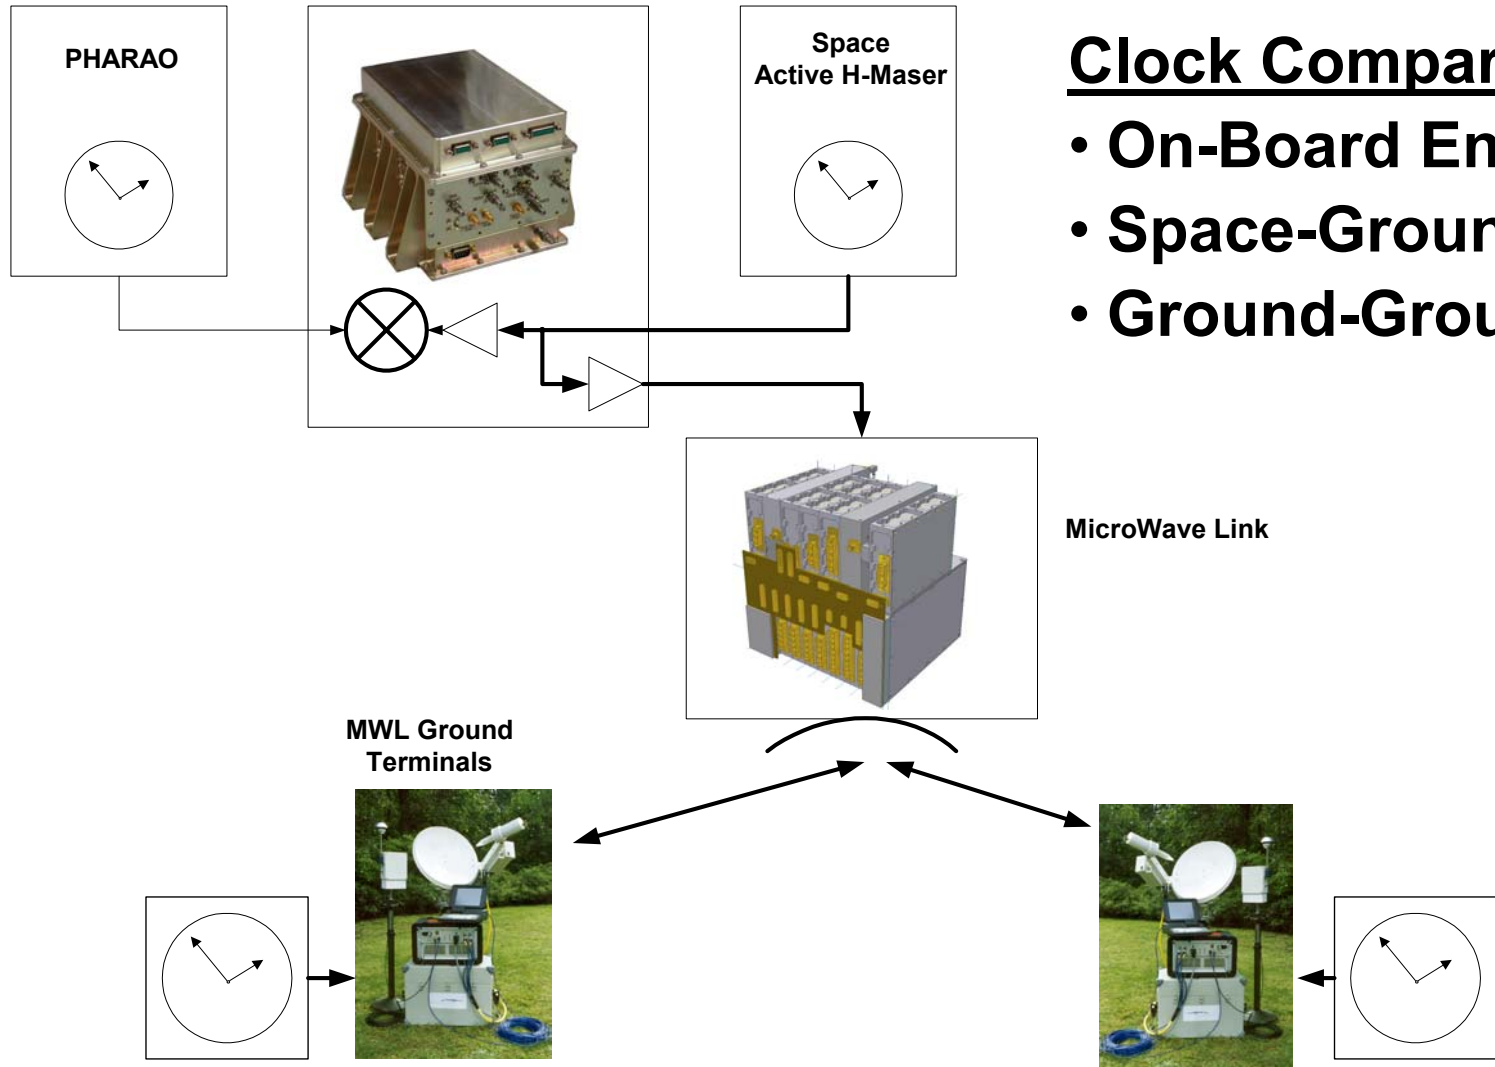 PHARAO
Space
Active H-Maser
Clock Compar
• On-Board En
• Space-Groun
• Ground-Grou
MicroWave Link
MWL Ground
Terminals